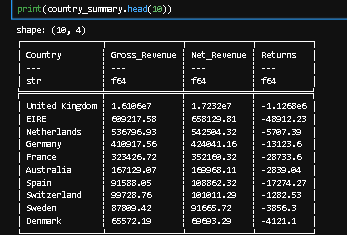 print(country_summary.head(10))
shape: (10, 4)
Country Gross_Revenue Net_Revenue Returns
--- --- --- ---
str f64 f64 f64
United Kingdom 1.6106e7 1.7232e7 -1.1268e6
EIRE 609217.58 658129.81 -48912.23
Netherlands 536796.93 542504.32 -5707.39
Germany 410917.56 424041.16 -13123.6
France 323426.72 352160.32 -28733.6
Australia 167129.07 169968.11 -2839.04
Spain 91588.05 108862.32 -17274.27
Switzerland 99728.76 101011.29 -1282.53
Sweden 87809.42 91665.72 -3856.3
Denmark 65572.19 69693.29 -4121.1